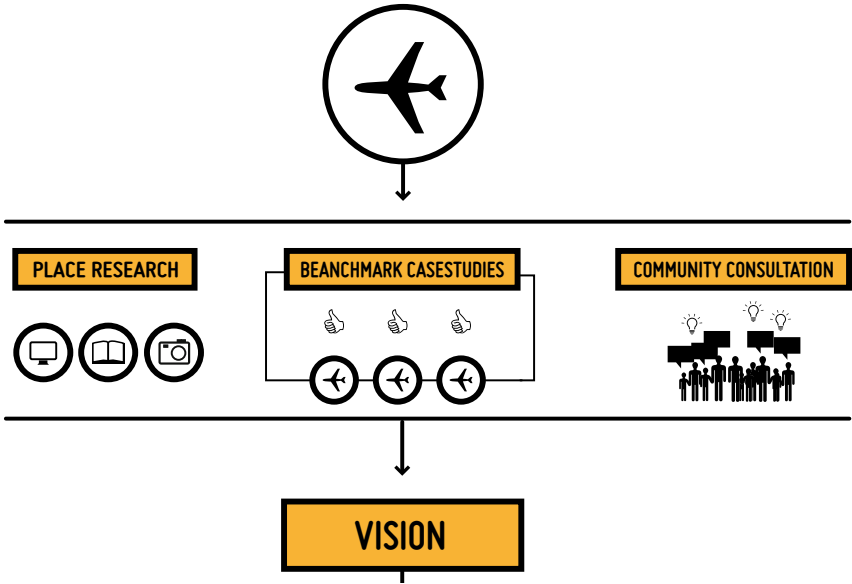 PLACE RESEARCH
BEANCHMARK CASESTUDIES
COMMUNITY CONSULTATION
VISION